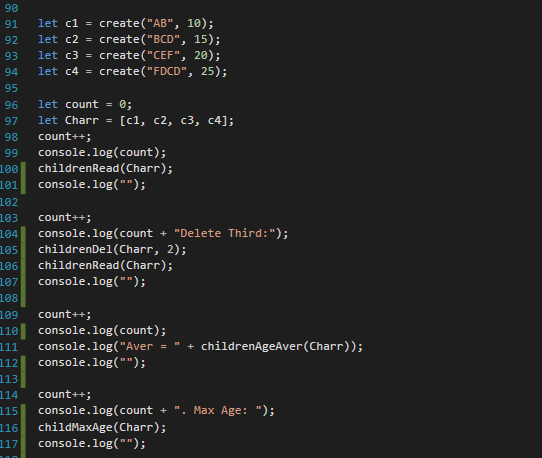 90
91 let c1 = create("AB", 10);
92 let c2 = create("BCD", 15);
93 let c3 = create("CEF", 20);
94 let c4 = create("FDCD", 25);
95
96 let count = 0;
97 let Charr = [c1, c2, c3, c4];
98 count++;
99 console.log(count);
100 childrenRead(Charr);
101 console.log("");
102
103 count++;
104 console.log(count + "Delete Third:");
105 childrenDel(Charr, 2);
106 childrenRead(Charr);
107 console.log("");
108
109 count++;
110 console.log(count);
111 console.log("Aver = " + childrenAgeAver(Charr));
112 console.log("");
113
114 count++;
115 console.log(count + ". Max Age: ");
116 childMaxAge(Charr);
117 console.log("");